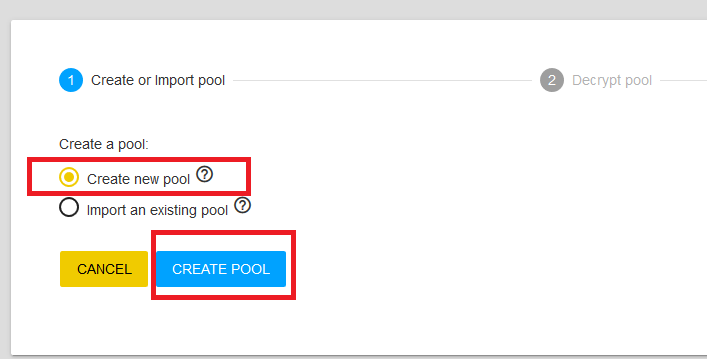 1 Create or Import pool 2 Decrypt pool
Create a pool:
Create new pool ?
Import an existing pool ?
CANCEL CREATE POOL